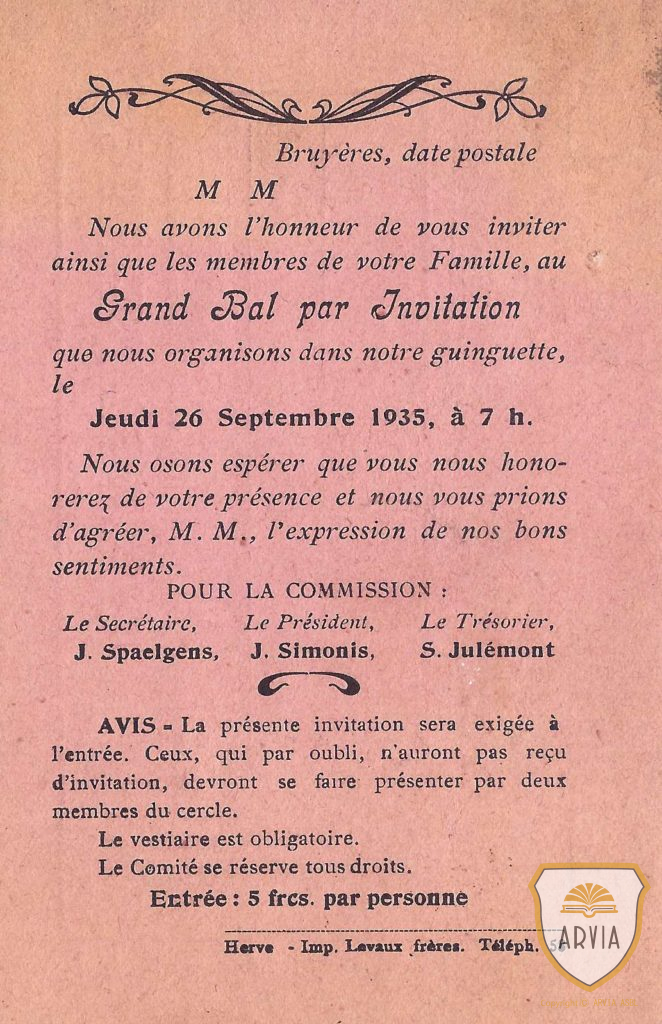 Bruyères, date postale
M M
Nous avons l'honneur de vous inviter
ainsi que les membres de votre Famille, au
Grand Bal par Invitation
que nous organisons dans notre guinguette,
le
Jeudi 26 Septembre 1935, à 7 h.
Nous osons espérer que vous nous hono-
rerez de votre présence et nous vous prions
d'agréer, M. M., l'expression de nos bons
sentiments.
POUR LA COMMISSION :
Le Secrétaire, Le Président, Le Trésorier,
J. Spaelgens, J. Simonis, S. Julémont
AVIS - La présente invitation sera exigée à
l'entrée. Ceux, qui par oubli, n'auront pas reçu
d'invitation, devront se faire présenter par deux
membres du cercle.
Le vestiaire est obligatoire.
Le Comité se réserve tous droits.
Entrée : 5 frcs. par personne
Herve - Imp. Levaux frères. Téléph.
ARVIA